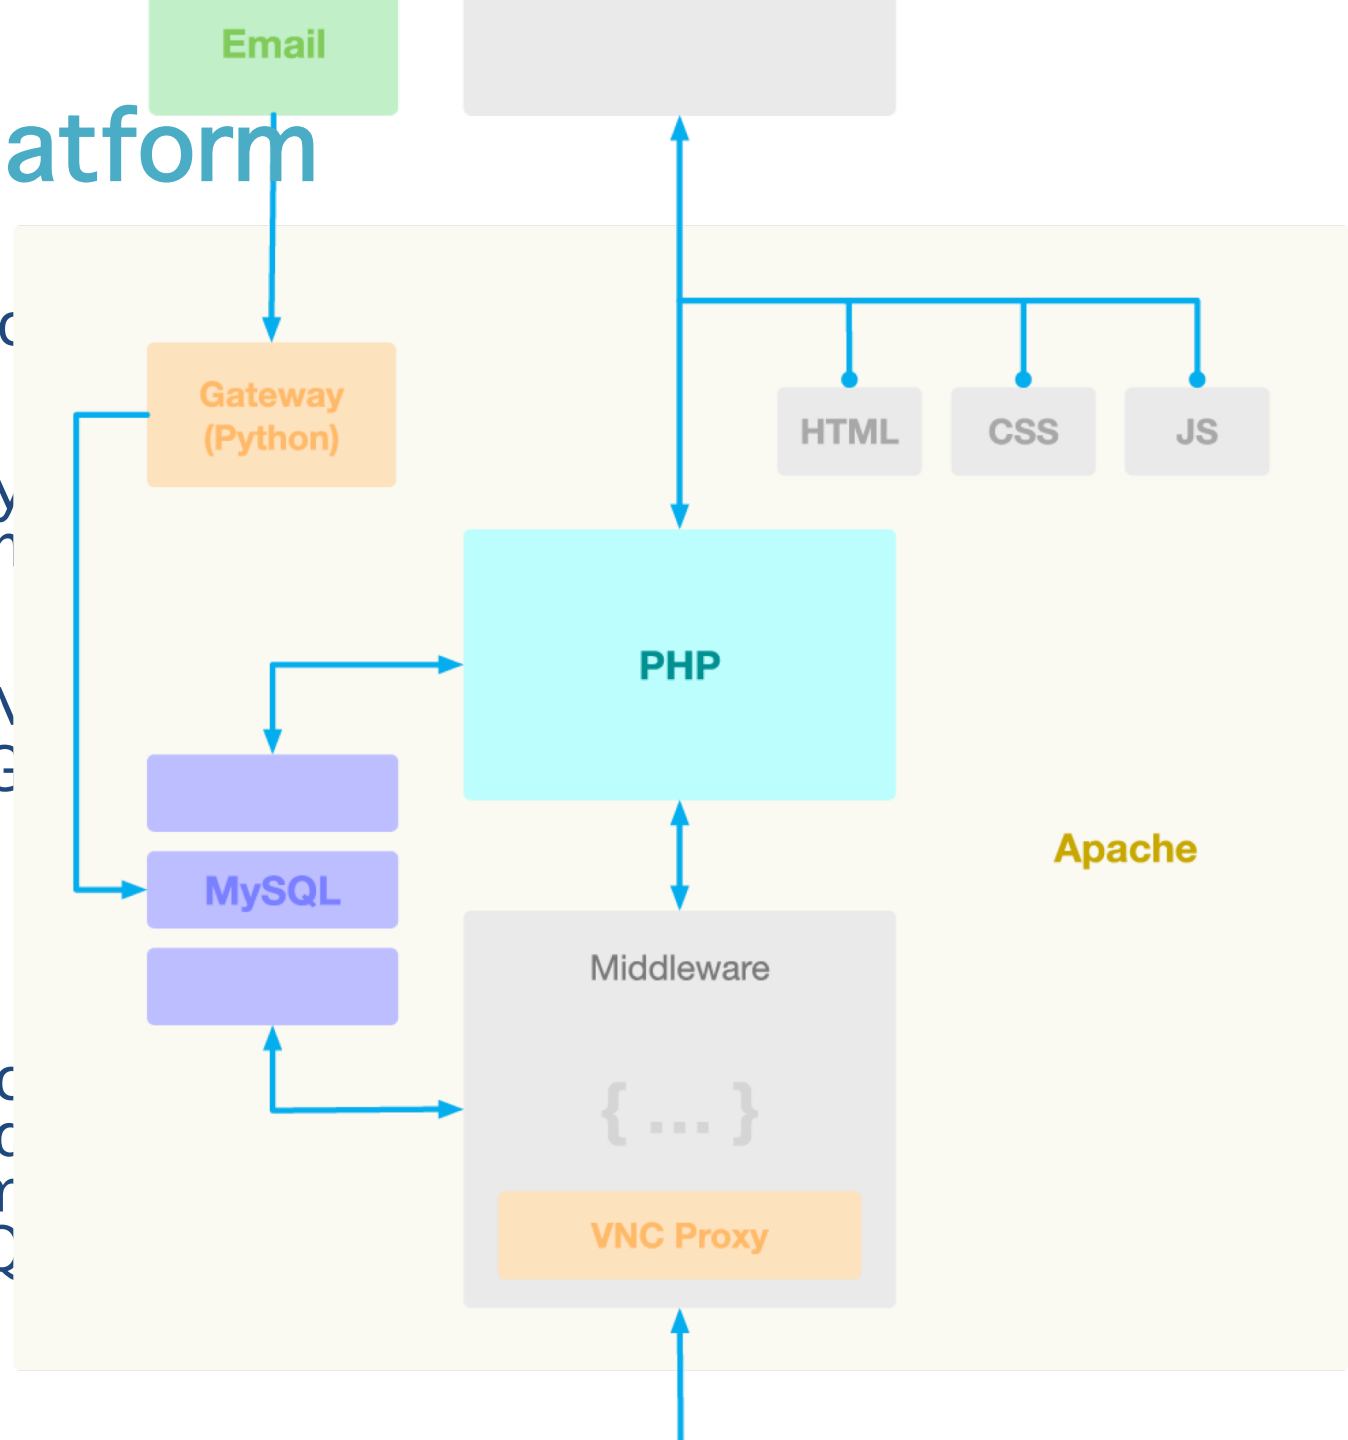 Email
atform
Gateway
(Python)
HTML
CSS
JS
PHP
MySQL
Apache
Middleware
{ ... }
VNC Proxy